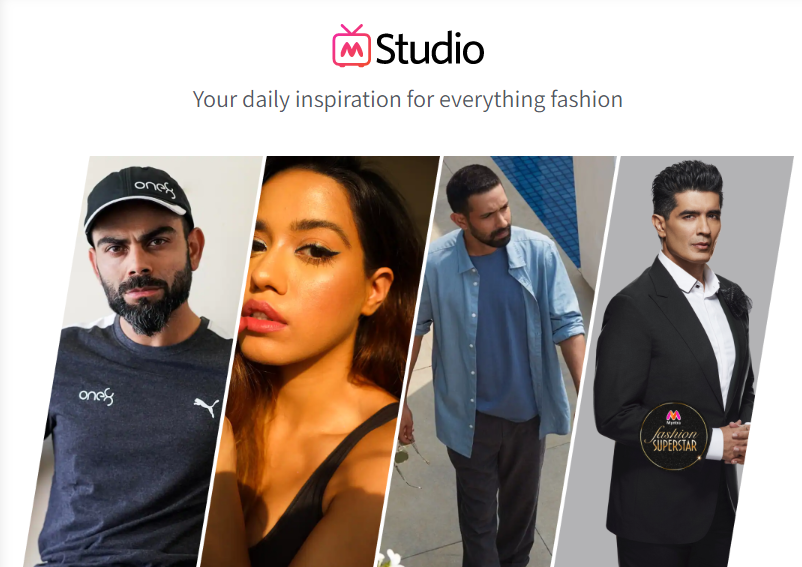 Studio
Your daily inspiration for everything fashion
one8
one8
Myntra
fashion
SUPERSTAR